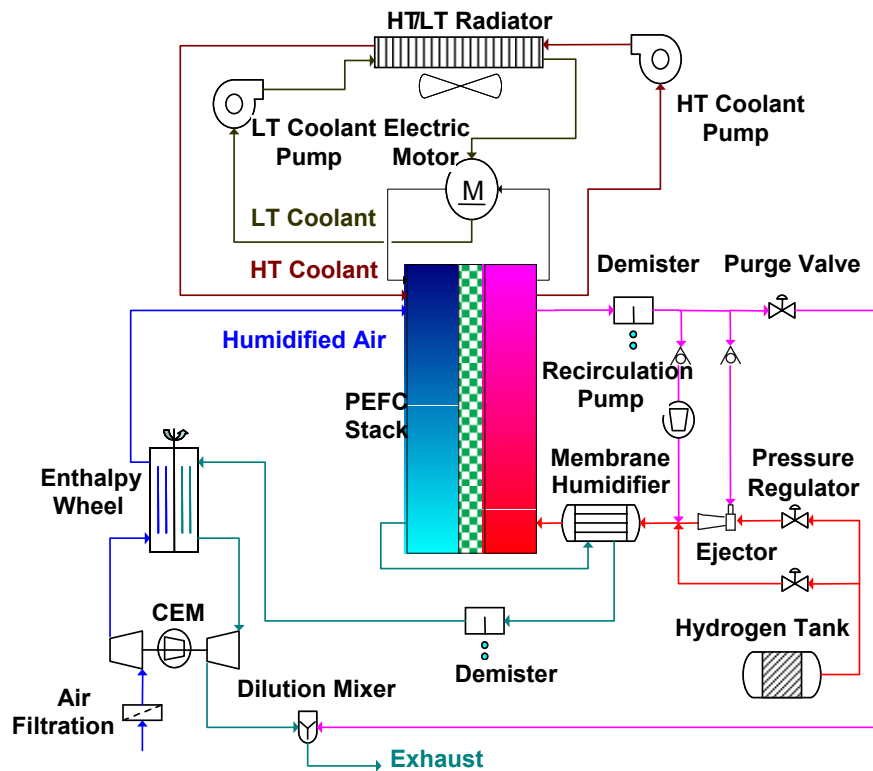 HT/LT Radiator
LT Coolant
Pump
Electric
Motor
HT Coolant
Pump
M
LT Coolant
HT Coolant
Demister
Purge Valve
Humidified Air
Recirculation
Pump
PEFC
Stack
Enthalpy
Wheel
Membrane
Humidifier
Pressure
Regulator
Ejector
CEM
Hydrogen Tank
Demister
Air
Filtration
Dilution Mixer
Exhaust